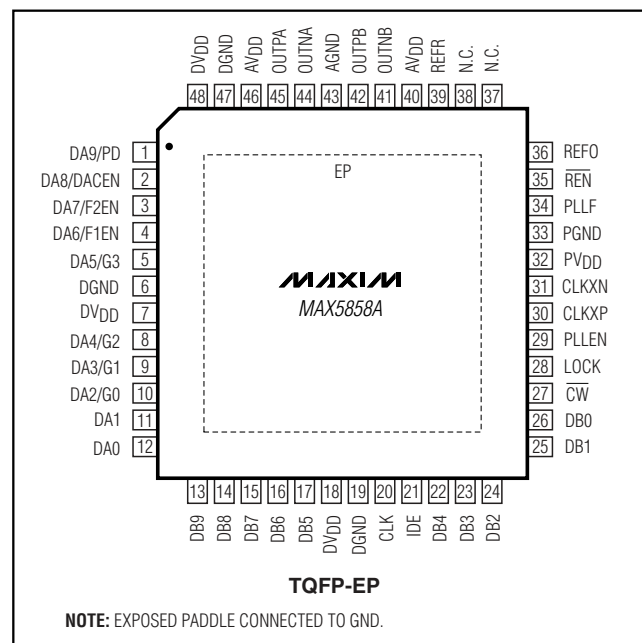 DVDD
DGND
AVDD
OUTPA
OUTNA
AGND
OUTPB
OUTNB
AVDD
REFR
N.C.
N.C.
48 47 46 45 44 43 42 41 40 39 38 37
DA9/PD 1
DA8/DACEN 2
DA7/F2EN 3
DA6/F1EN 4
DA5/G3 5
DGND 6
DVDD 7
DA4/G2 8
DA3/G1 9
DA2/G0 10
DA1 11
DA0 12
EP
MAXIM
MAX5858A
36 REFO
35 REN
34 PLLF
33 PGND
32 PVDD
31 CLKXN
30 CLKXP
29 PLLEN
28 LOCK
27 CW
26 DB0
25 DB1
13 14 15 16 17 18 19 20 21 22 23 24
DB9
DB8
DB7
DB6
DB5
DVDD
DGND
CLK
IDE
DB4
DB3
DB2
TQFP-EP
NOTE: EXPOSED PADDLE CONNECTED TO GND.